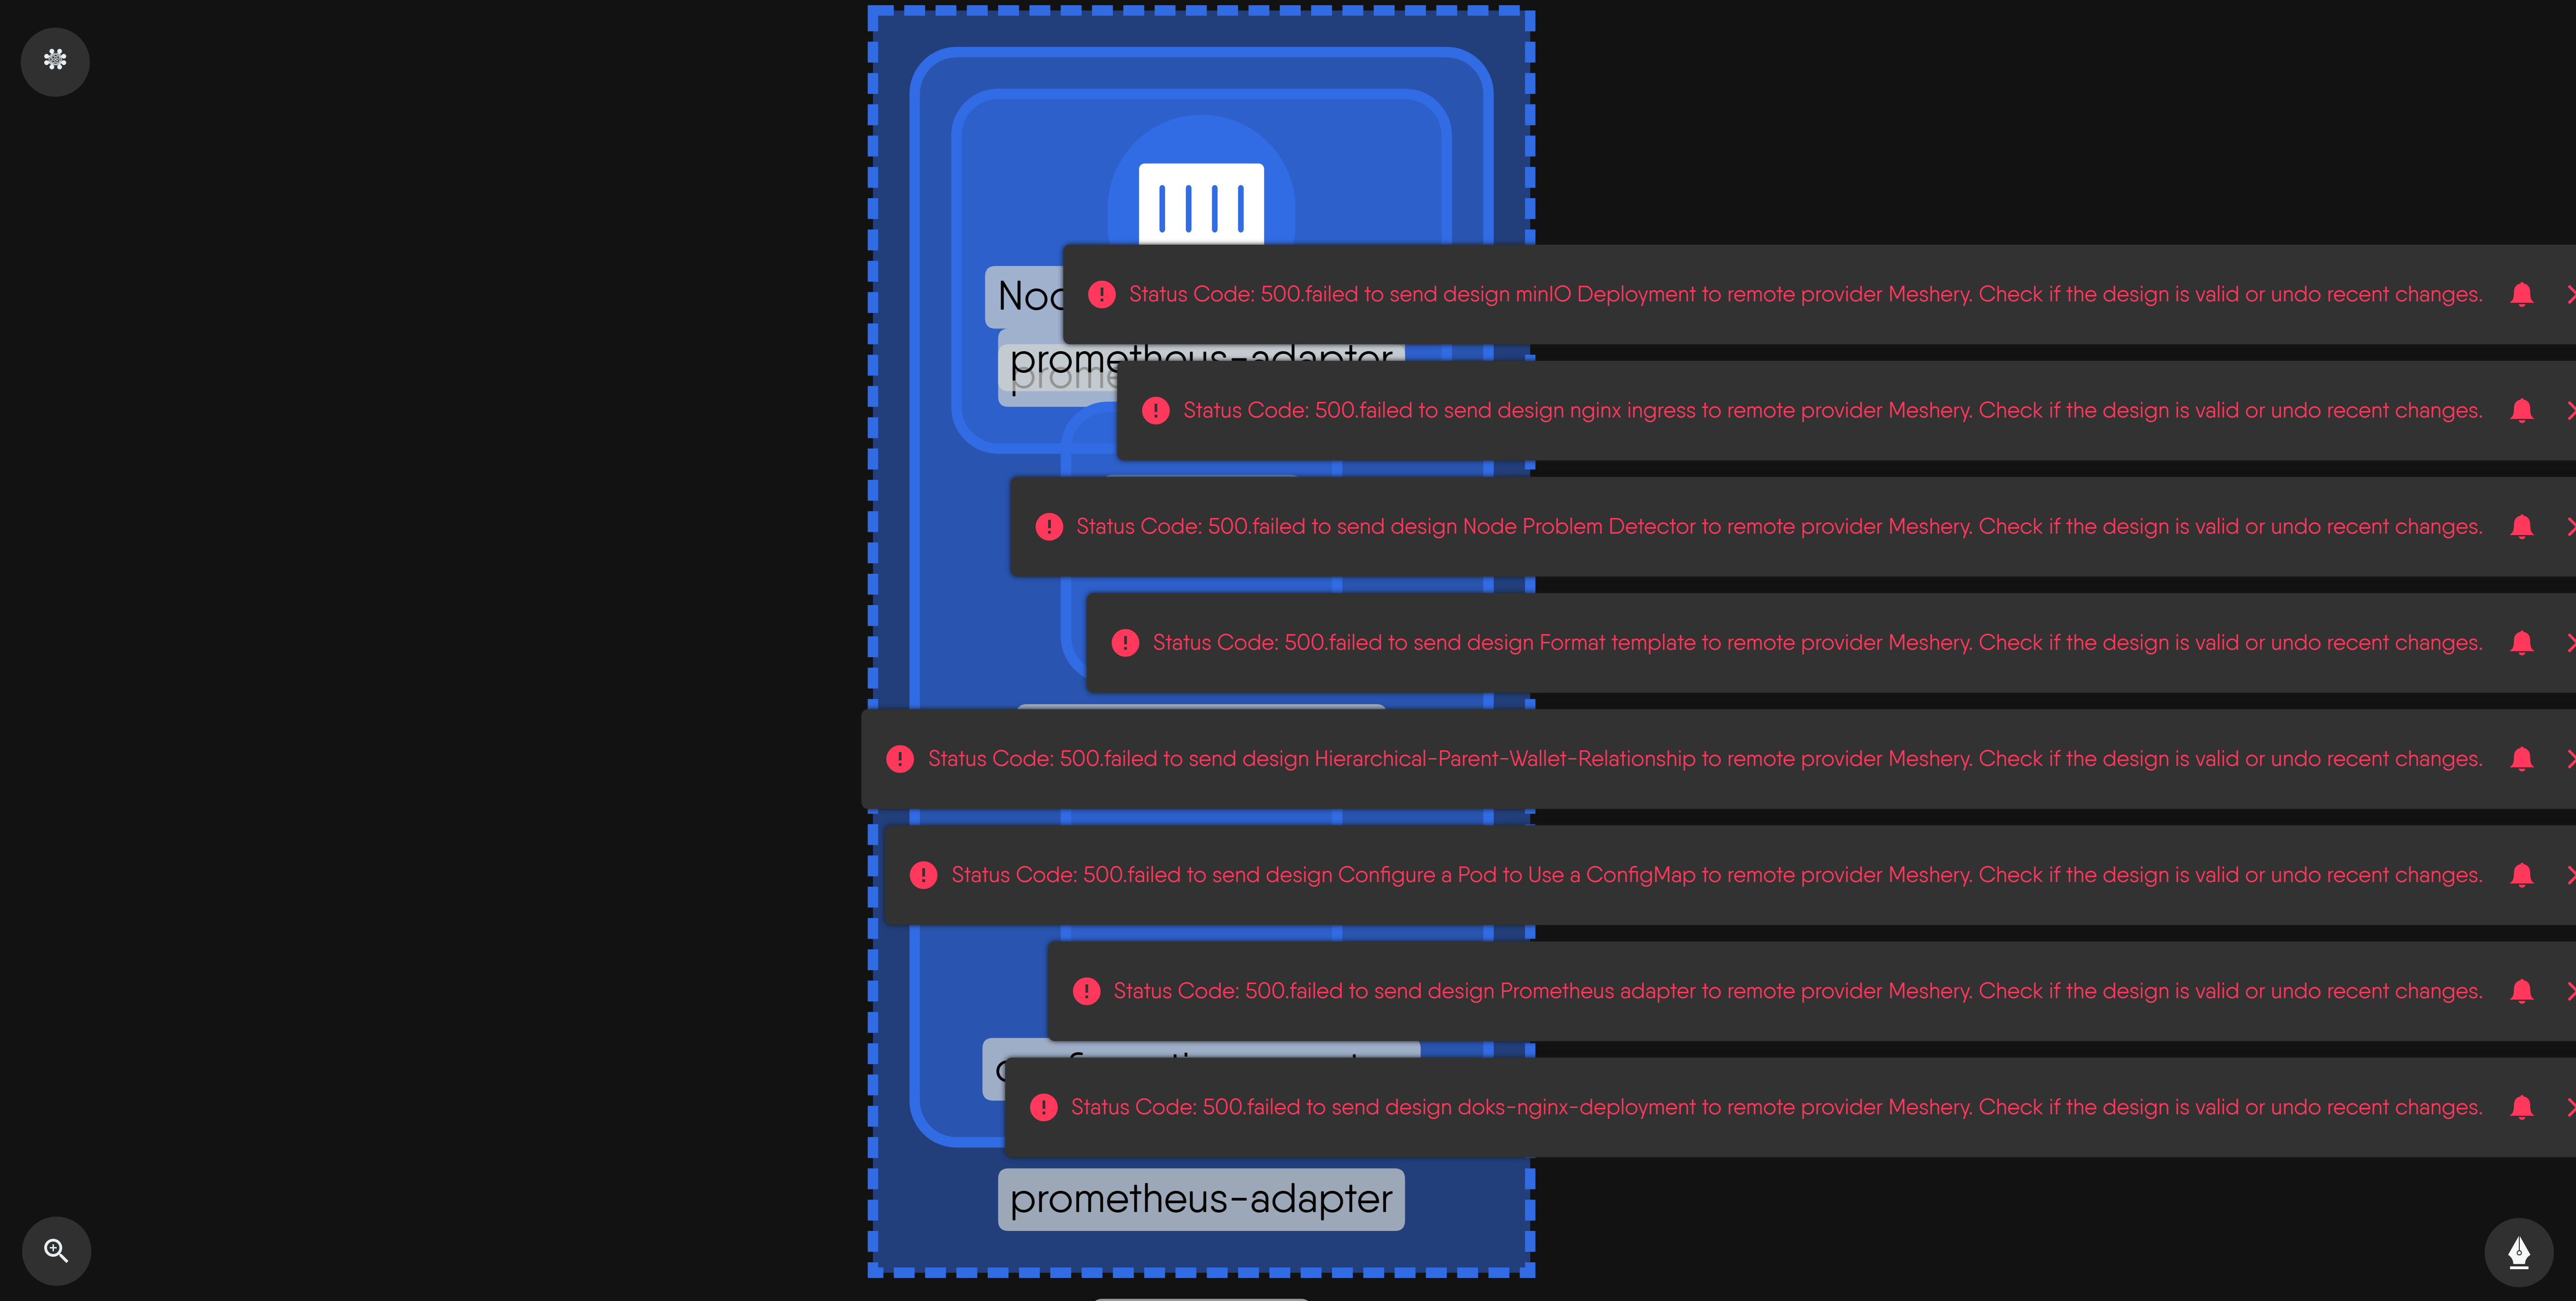 Status Code: 500.failed to send design minIO Deployment to remote provider Meshery. Check if the design is valid or undo recent changes.
prometheus-adapter
Status Code: 500.failed to send design nginx ingress to remote provider Meshery. Check if the design is valid or undo recent changes.
Status Code: 500.failed to send design Node Problem Detector to remote provider Meshery. Check if the design is valid or undo recent changes.
Status Code: 500.failed to send design Format template to remote provider Meshery. Check if the design is valid or undo recent changes.
Status Code: 500.failed to send design Hierarchical-Parent-Wallet-Relationship to remote provider Meshery. Check if the design is valid or undo recent changes.
Status Code: 500.failed to send design Configure a Pod to Use a ConfigMap to remote provider Meshery. Check if the design is valid or undo recent changes.
Status Code: 500.failed to send design Prometheus adapter to remote provider Meshery. Check if the design is valid or undo recent changes.
Status Code: 500.failed to send design doks-nginx-deployment to remote provider Meshery. Check if the design is valid or undo recent changes.
prometheus-adapter